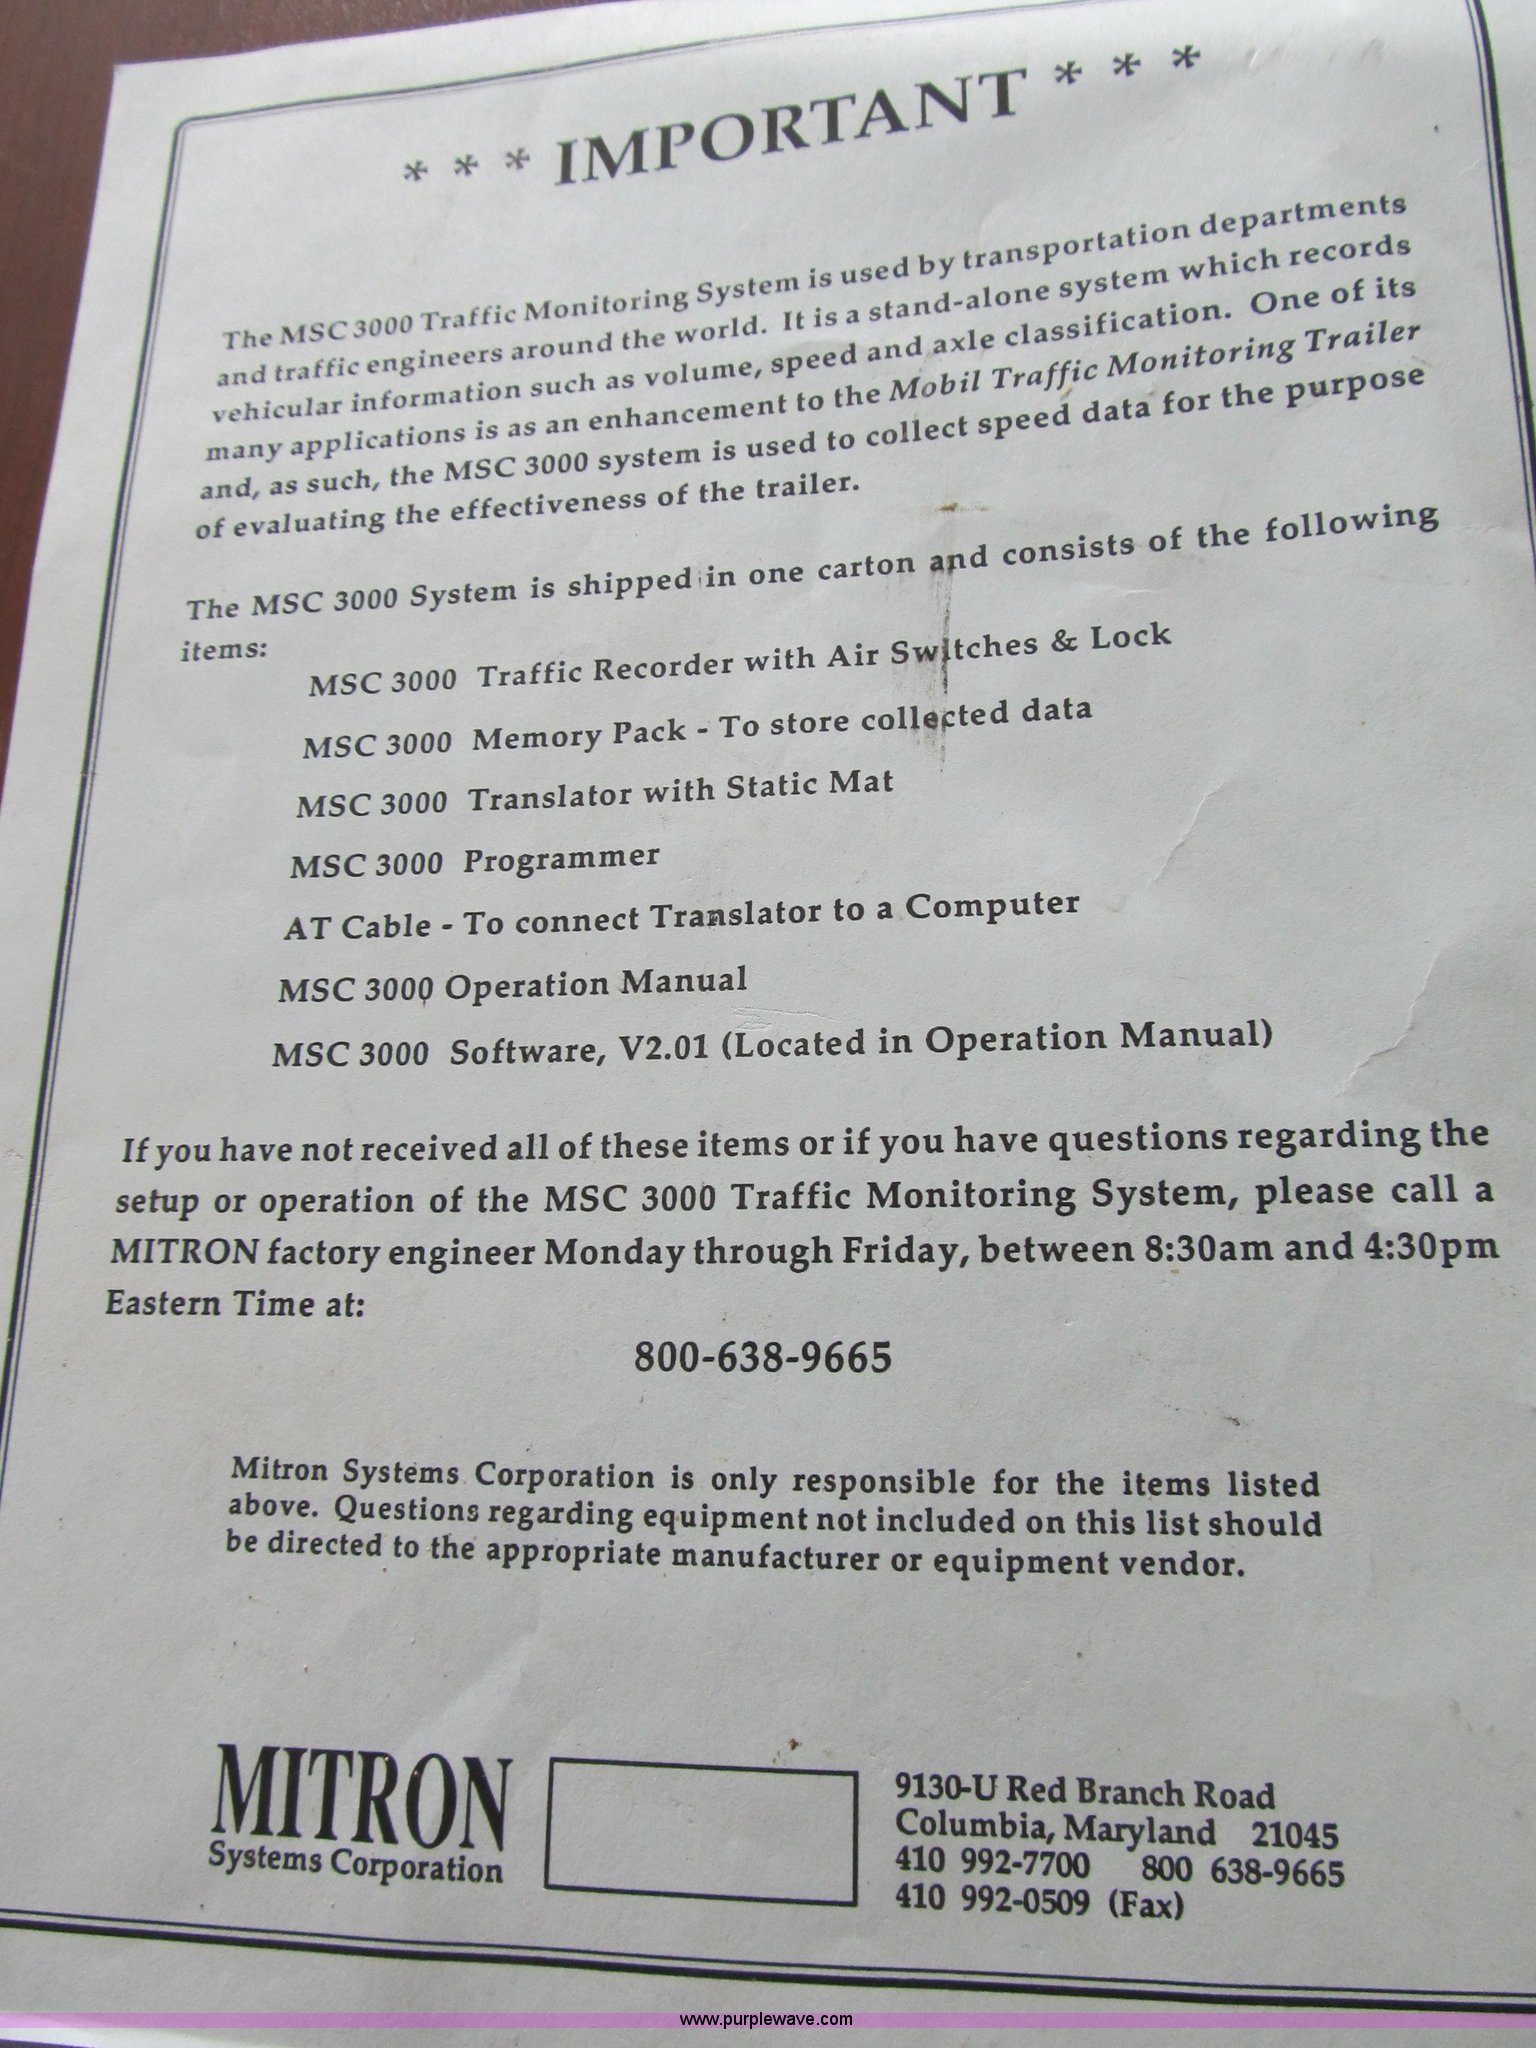 * * * IMPORTANT * * *
The MSC 3000 Traffic Monitoring System is used by transportation departments
and traffic engineers around the world. It is a stand-alone system which records
vehicular information such as volume, speed and axle classification. One of its
many applications is as an enhancement to the Mobil Traffic Monitoring Trailer
and, as such, the MSC 3000 system is used to collect speed data for the purpose
of evaluating the effectiveness of the trailer.
The MSC 3000 System is shipped in one carton and consists of the following
items:
MSC 3000 Traffic Recorder with Air Switches & Lock
MSC 3000 Memory Pack - To store collected data
MSC 3000 Translator with Static Mat
MSC 3000 Programmer
AT Cable - To connect Translator to a Computer
MSC 3000 Operation Manual
MSC 3000 Software, V2.01 (Located in Operation Manual)
If you have not received all of these items or if you have questions regarding the
setup or operation of the MSC 3000 Traffic Monitoring System, please call a
MITRON factory engineer Monday through Friday, between 8:30am and 4:30pm
Eastern Time at:
800-638-9665
Mitron Systems Corporation is only responsible for the items listed
above. Questions regarding equipment not included on this list should
be directed to the appropriate manufacturer or equipment vendor.
MITRON
Systems Corporation
9130-U Red Branch Road
Columbia, Maryland 21045
410 992-7700 800 638-9665
410 992-0509 (Fax)
www.purplewave.com